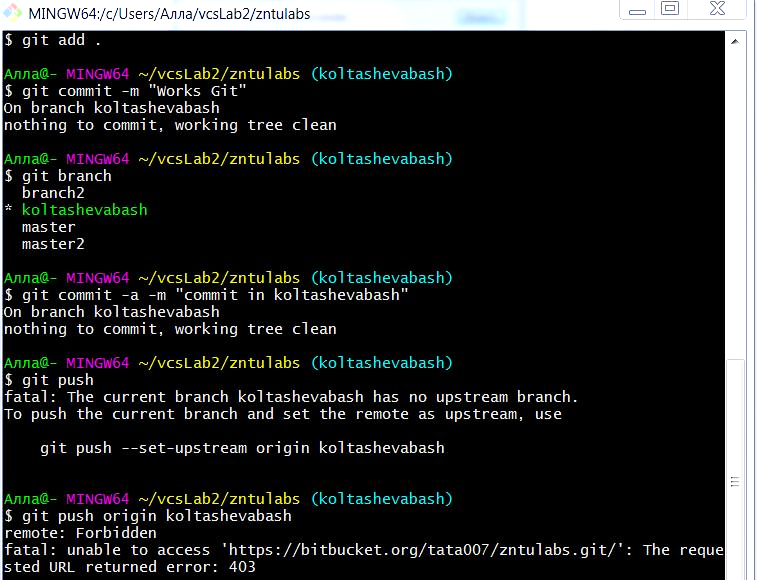 MINGW64:/c/Users/Алла/vcsLab2/zntulabs
$ git add .
Алла@- MINGW64 ~/vcsLab2/zntulabs (koltashevabash)
$ git commit -m "Works Git"
On branch koltashevabash
nothing to commit, working tree clean
Алла@- MINGW64 ~/vcsLab2/zntulabs (koltashevabash)
$ git branch
  branch2
* koltashevabash
  master
  master2
Алла@- MINGW64 ~/vcsLab2/zntulabs (koltashevabash)
$ git commit -a -m "commit in koltashevabash"
On branch koltashevabash
nothing to commit, working tree clean
Алла@- MINGW64 ~/vcsLab2/zntulabs (koltashevabash)
$ git push
fatal: The current branch koltashevabash has no upstream branch.
To push the current branch and set the remote as upstream, use
    git push --set-upstream origin koltashevabash
Алла@- MINGW64 ~/vcsLab2/zntulabs (koltashevabash)
$ git push origin koltashevabash
remote: Forbidden
fatal: unable to access 'https://bitbucket.org/tata007/zntulabs.git/': The reque
sted URL returned error: 403